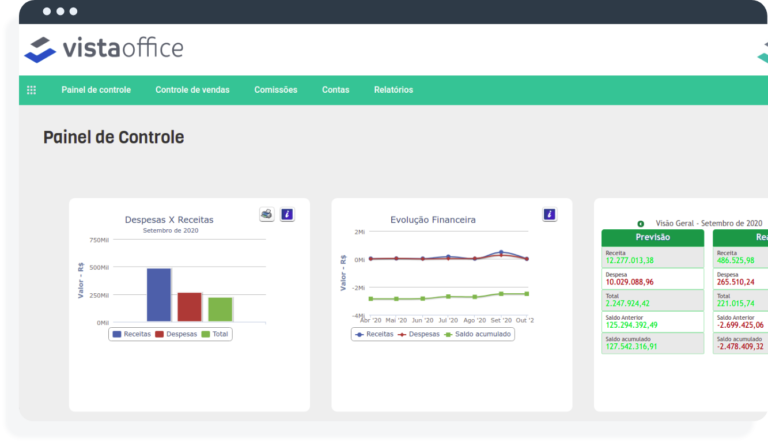 vistaoffice
Painel de controle Controle de vendas Comissões Contas Relatórios
Painel de Controle
Despesas X Receitas
Setembro de 2020
Valor - R$
750Mil
500Mil
250Mil
0Mil
Receitas Despesas Total
Evolução Financeira
Valor - R$
2Mi
0Mi
-2Mi
-4Mi
Abr '20 Mai '20 Jun '20 Jul '20 Ago '20 Set '20 Out '2
Receitas Despesas Saldo acumulado
Visão Geral - Setembro de 2020
Previsão
Receita
12.277.013,38
Despesa
10.029.088,96
Total
2.247.924,42
Saldo Anterior
125.294.392,49
Saldo acumulado
127.542.316,91
Rea
Receita
486.525,98
Despesa
265.510,24
Total
221.015,74
Saldo Anterior
-2.699.425,06
Saldo acumulado
-2.478.409,32